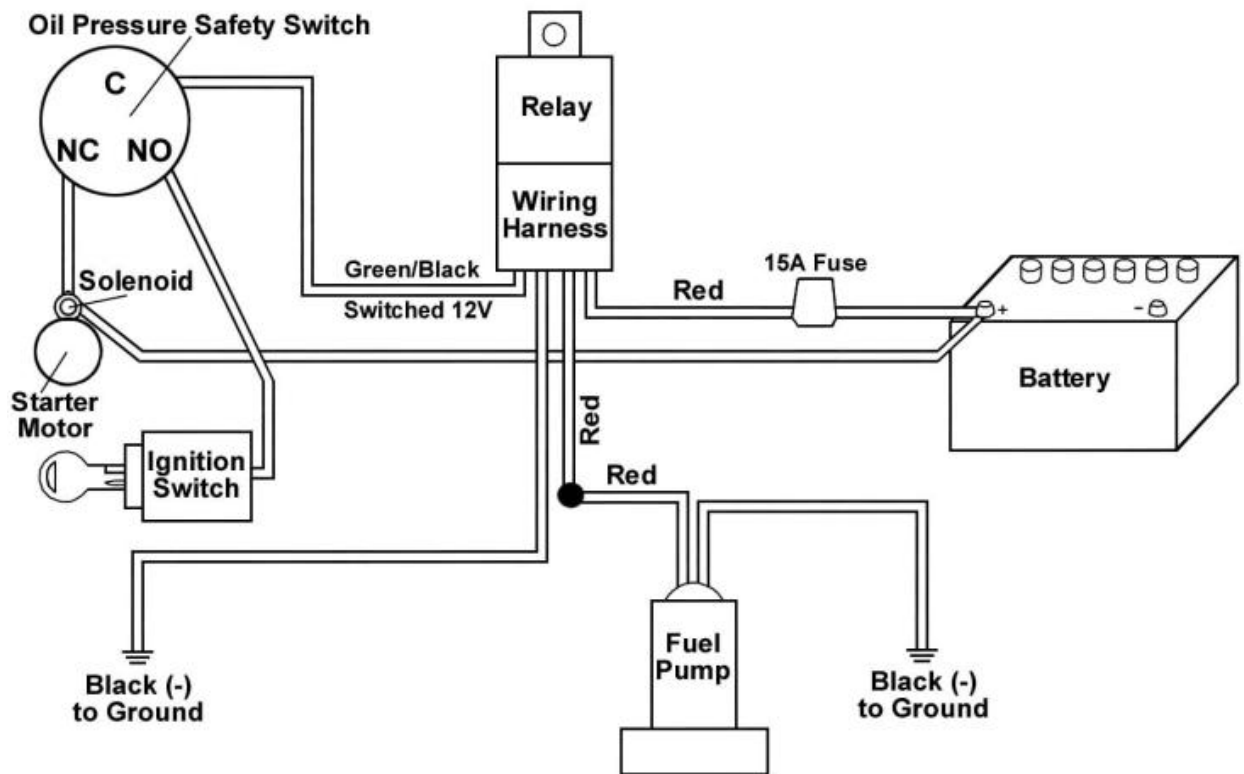 Oil Pressure Safety Switch
C
NC NO
Relay
Wiring
Harness
Green/Black
Switched 12V
Solenoid
Starter
Motor
Ignition
Switch
15A Fuse
Red
+
-
Battery
Red
Red
Fuel
Pump
Black (-)
to Ground
Black (-)
to Ground